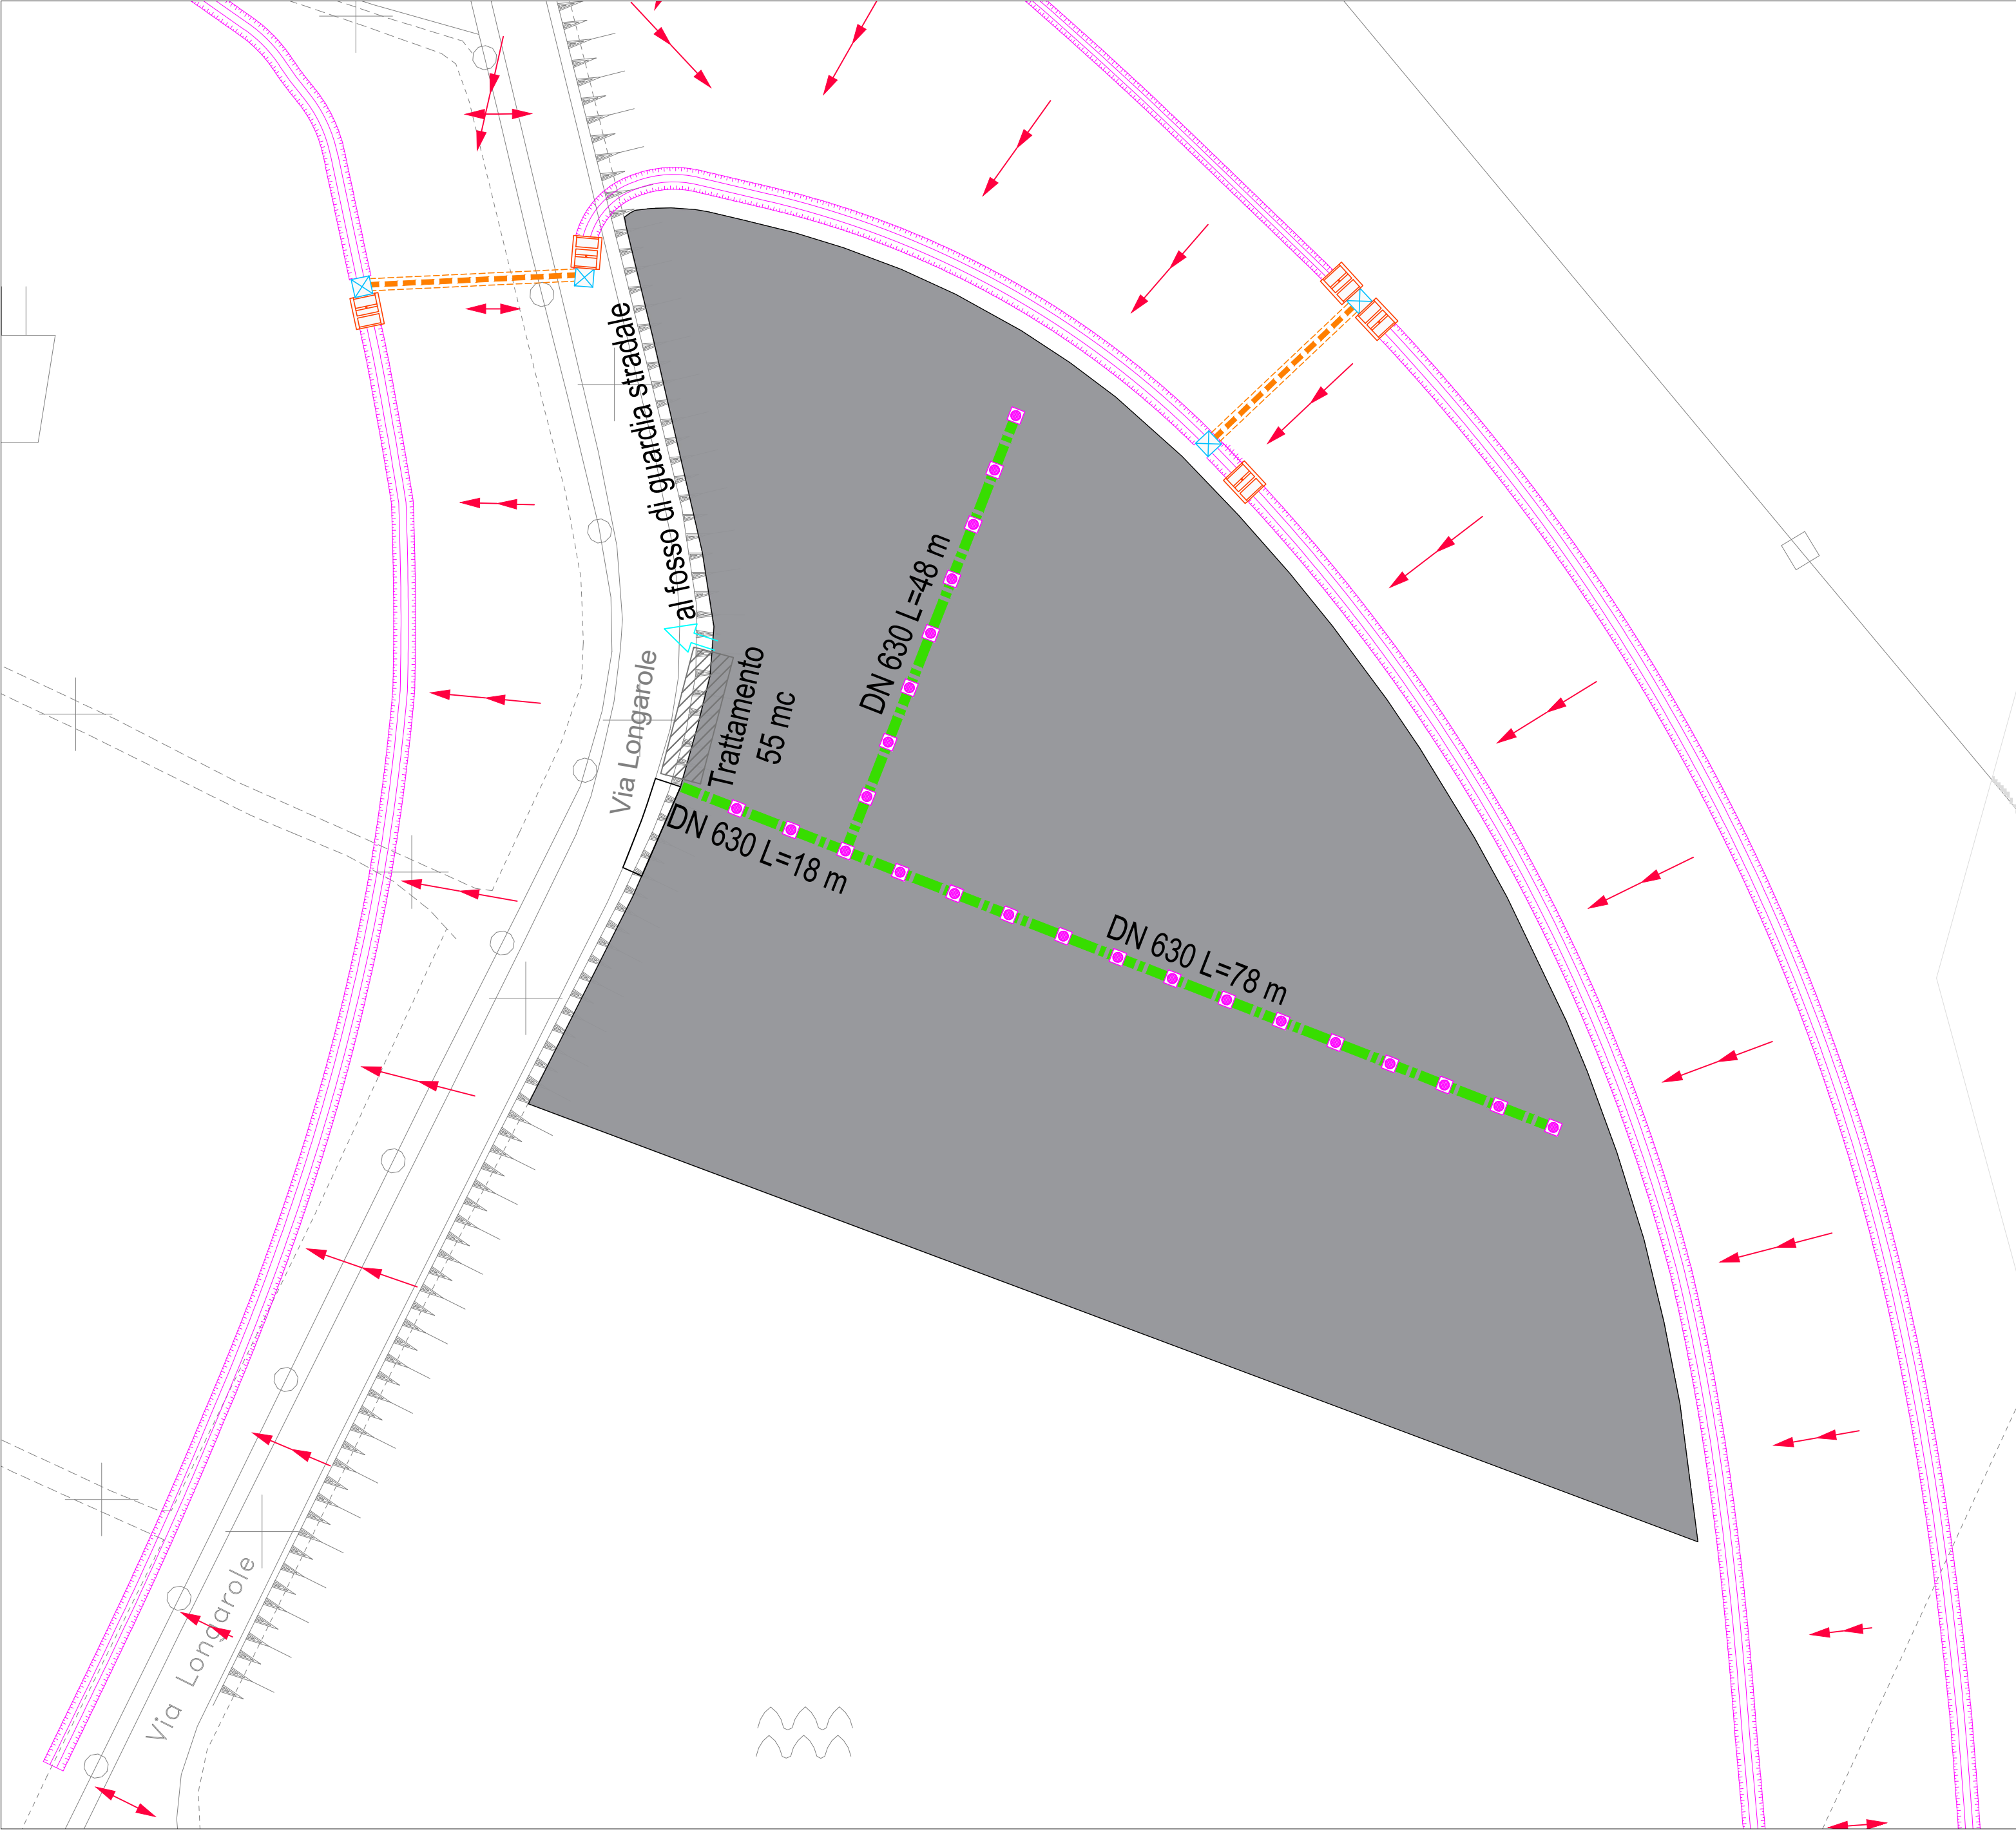 al fosso di guardia stradale
DN 630 L=48 m
Via Longarole
Trattamento
55 mc
DN 630 L=18 m
DN 630 L=78 m
Via Longarole